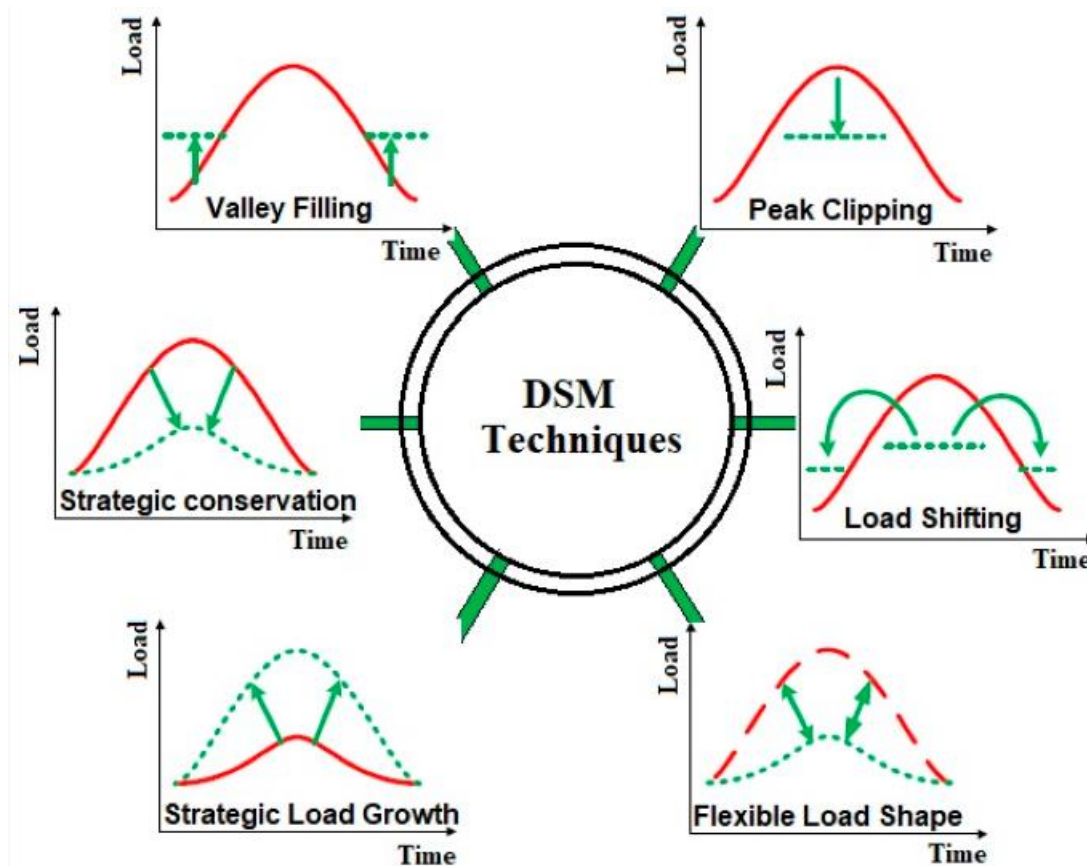 Load
Valley Filling
Time
Load
Peak Clipping
Time
Load
Strategic conservation
Time
DSM
Techniques
Load
Load Shifting
Time
Load
Strategic Load Growth
Time
Load
Flexible Load Shape
Time